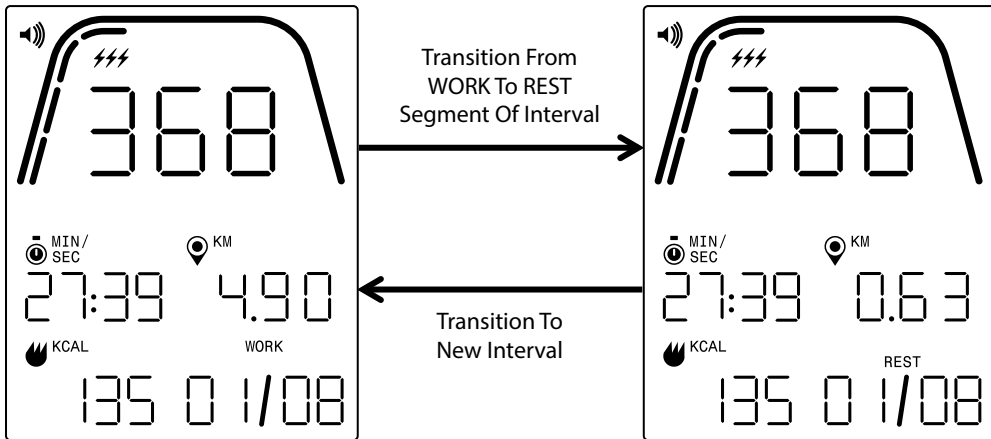 368
MIN/
SEC
KM
27:39
4.90
KCAL
WORK
135
01/08
Transition From
WORK To REST
Segment Of Interval
Transition To
New Interval
368
MIN/
SEC
KM
27:39
0.63
KCAL
REST
135
01/08